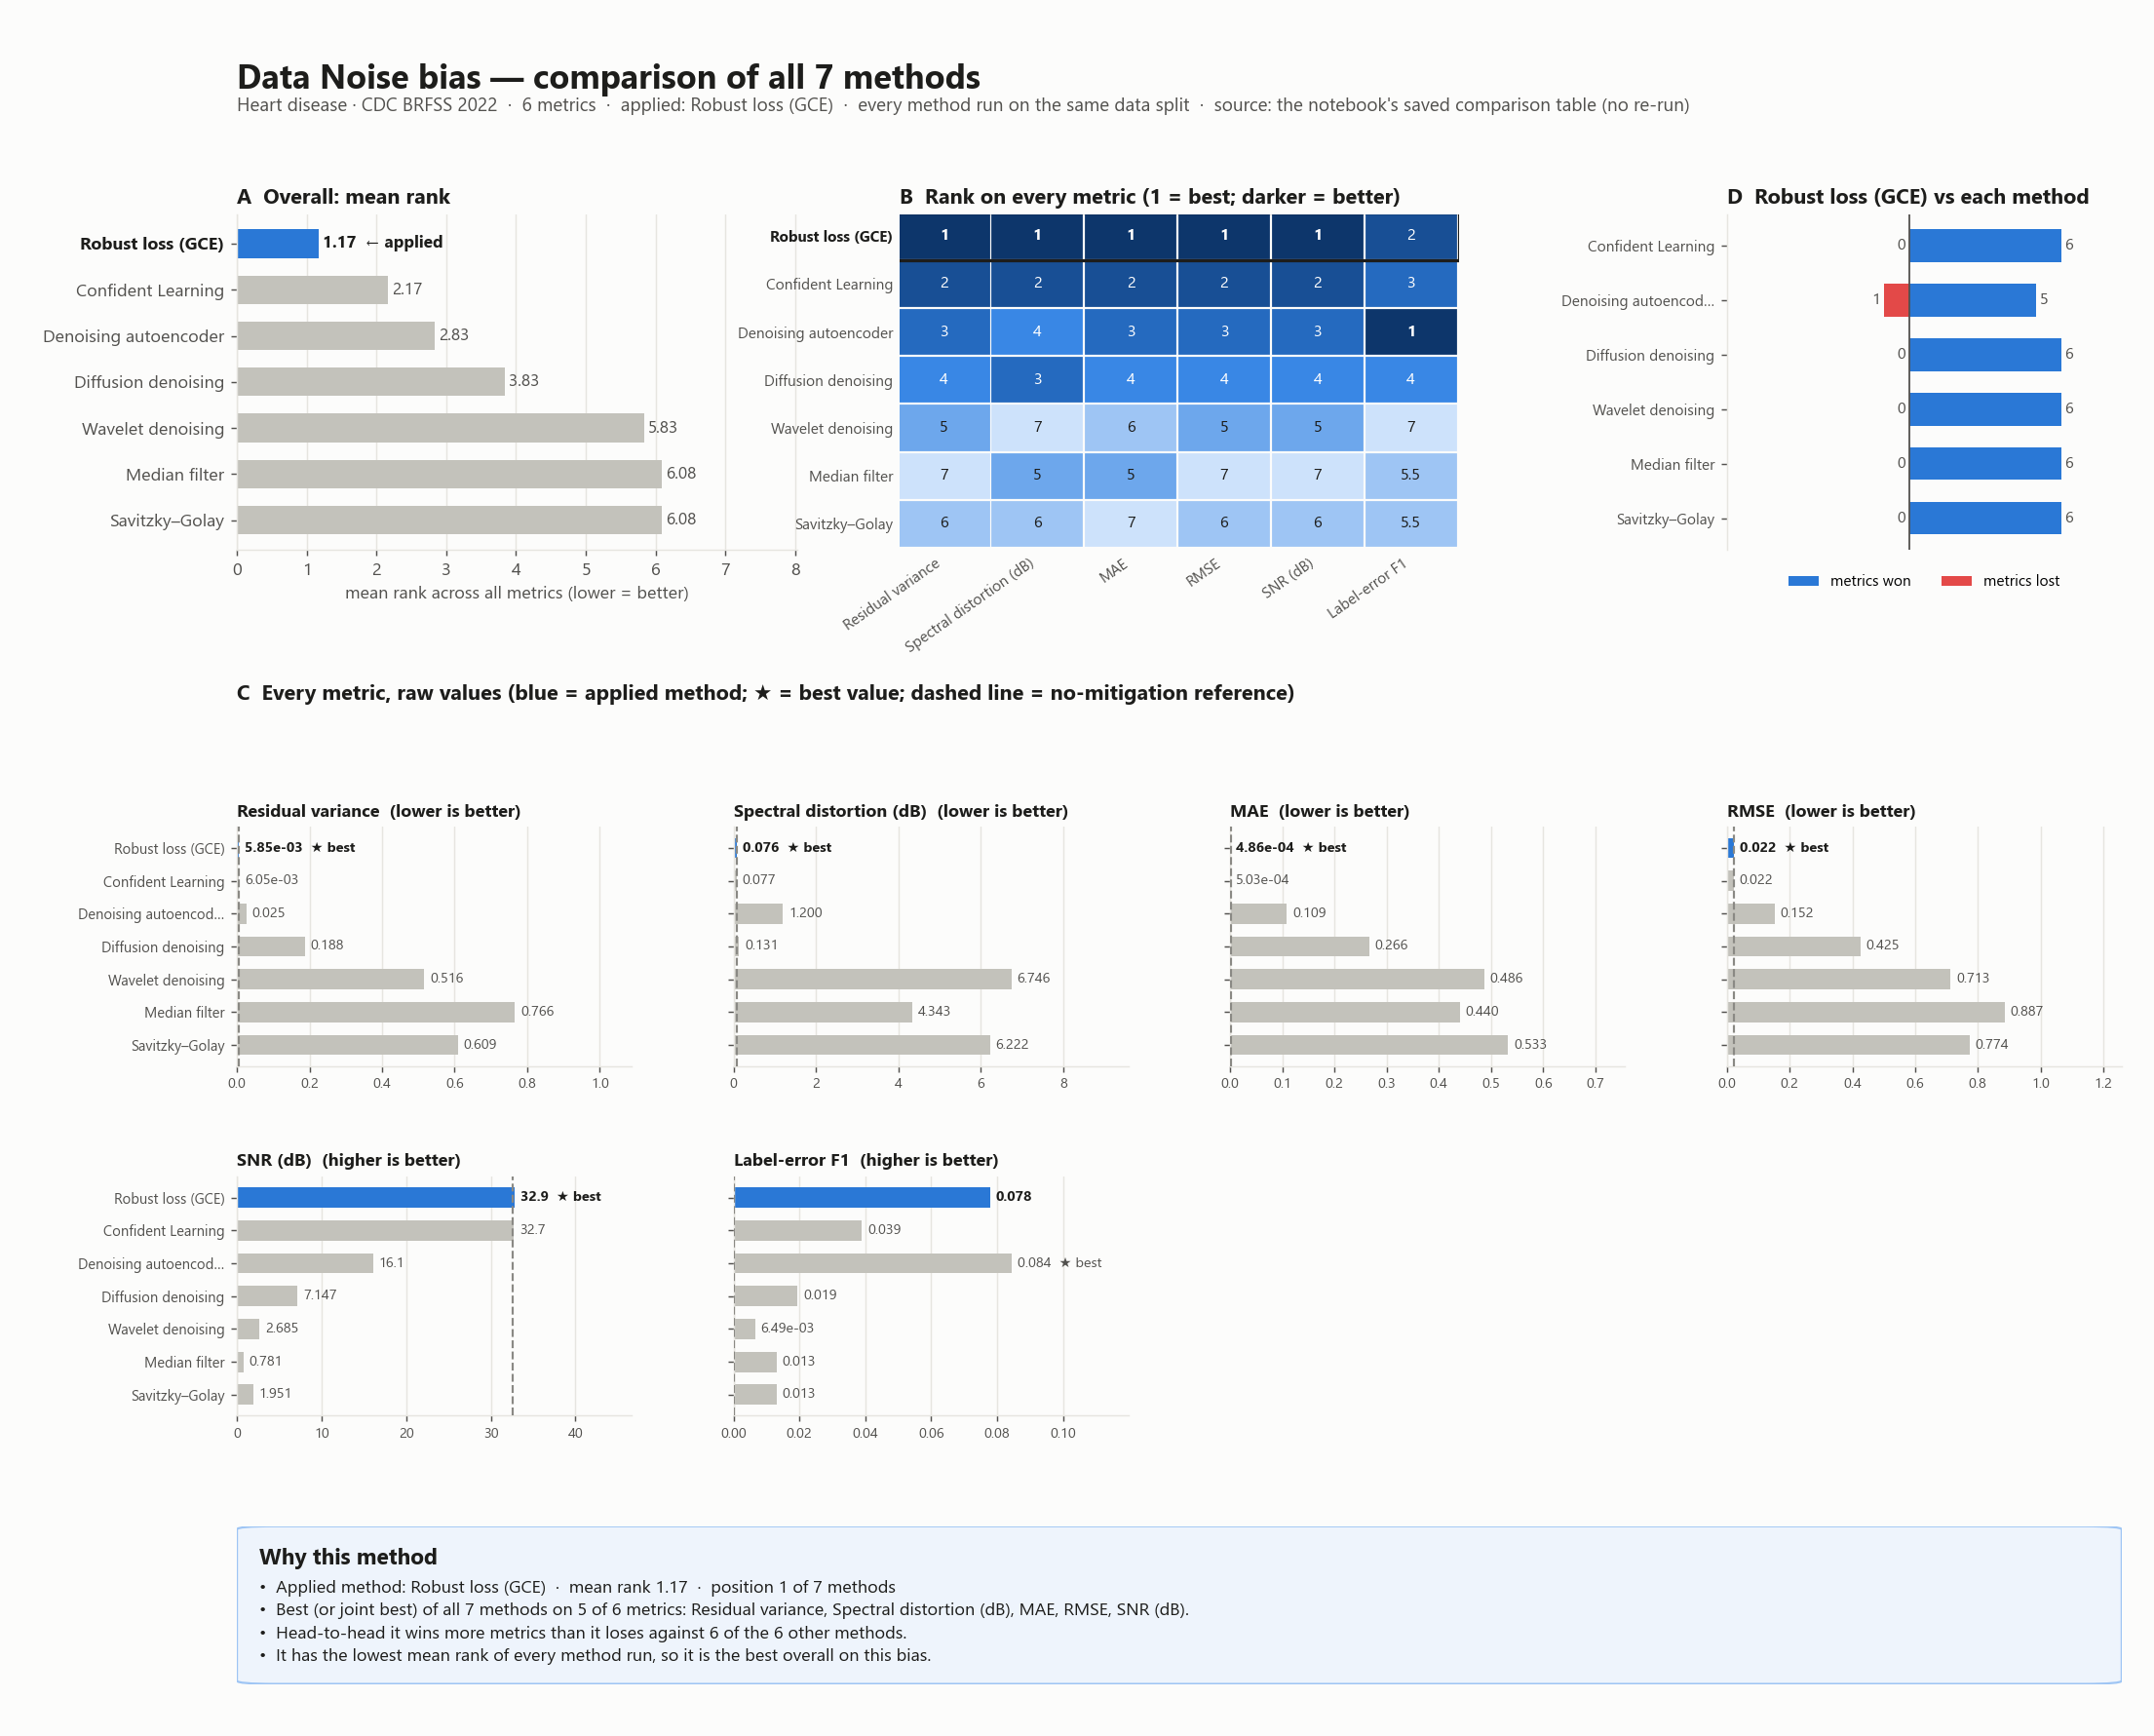 Data Noise bias — comparison of all 7 methods
Heart disease · CDC BRFSS 2022 · 6 metrics · applied: Robust loss (GCE) · every method run on the same data split · source: the notebook's saved comparison table (no re-run)
A Overall: mean rank
Robust loss (GCE) 1.17 ← applied
Confident Learning 2.17
Denoising autoencoder 2.83
Diffusion denoising 3.83
Wavelet denoising 5.83
Median filter 6.08
Savitzky–Golay 6.08
0 1 2 3 4 5 6 7 8
mean rank across all metrics (lower = better)
B Rank on every metric (1 = best; darker = better)
Robust loss (GCE) 1 1 1 1 1 2
Confident Learning 2 2 2 2 2 3
Denoising autoencoder 3 4 3 3 3 1
Diffusion denoising 4 3 4 4 4 4
Wavelet denoising 5 7 6 5 5 7
Median filter 7 5 5 7 7 5.5
Savitzky–Golay 6 6 7 6 6 5.5
Residual variance Spectral distortion (dB) MAE RMSE SNR (dB) Label-error F1
D Robust loss (GCE) vs each method
Confident Learning 0 6
Denoising autoencod... 1 5
Diffusion denoising 0 6
Wavelet denoising 0 6
Median filter 0 6
Savitzky–Golay 0 6
metrics won metrics lost
C Every metric, raw values (blue = applied method; ★ = best value; dashed line = no-mitigation reference)
Residual variance (lower is better)
Robust loss (GCE) 5.85e-03 ★ best
Confident Learning 6.05e-03
Denoising autoencod... 0.025
Diffusion denoising 0.188
Wavelet denoising 0.516
Median filter 0.766
Savitzky–Golay 0.609
0.0 0.2 0.4 0.6 0.8 1.0
Spectral distortion (dB) (lower is better)
0.076 ★ best
0.077
1.200
0.131
6.746
4.343
6.222
0 2 4 6 8
MAE (lower is better)
4.86e-04 ★ best
5.03e-04
0.109
0.266
0.486
0.440
0.533
0.0 0.1 0.2 0.3 0.4 0.5 0.6 0.7
RMSE (lower is better)
0.022 ★ best
0.022
0.152
0.425
0.713
0.887
0.774
0.0 0.2 0.4 0.6 0.8 1.0 1.2
SNR (dB) (higher is better)
Robust loss (GCE) 32.9 ★ best
Confident Learning 32.7
Denoising autoencod... 16.1
Diffusion denoising 7.147
Wavelet denoising 2.685
Median filter 0.781
Savitzky–Golay 1.951
0 10 20 30 40
Label-error F1 (higher is better)
0.078
0.039
0.084 ★ best
0.019
6.49e-03
0.013
0.013
0.00 0.02 0.04 0.06 0.08 0.10
Why this method
• Applied method: Robust loss (GCE) · mean rank 1.17 · position 1 of 7 methods
• Best (or joint best) of all 7 methods on 5 of 6 metrics: Residual variance, Spectral distortion (dB), MAE, RMSE, SNR (dB).
• Head-to-head it wins more metrics than it loses against 6 of the 6 other methods.
• It has the lowest mean rank of every method run, so it is the best overall on this bias.